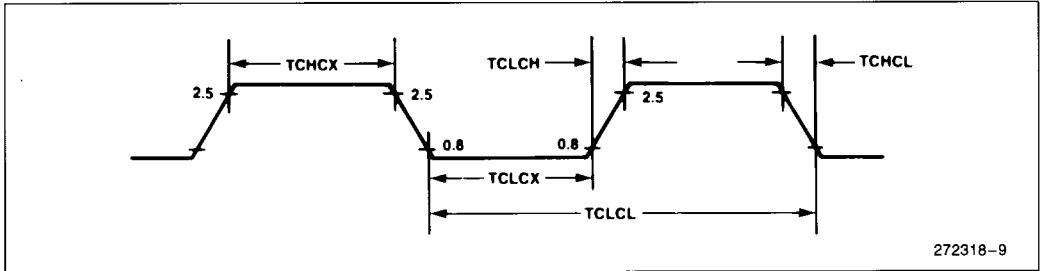 TCHCX TCLCH TCHCL
2.5 2.5 2.5
0.8 0.8
TCLCX
TCLCL
272318-9